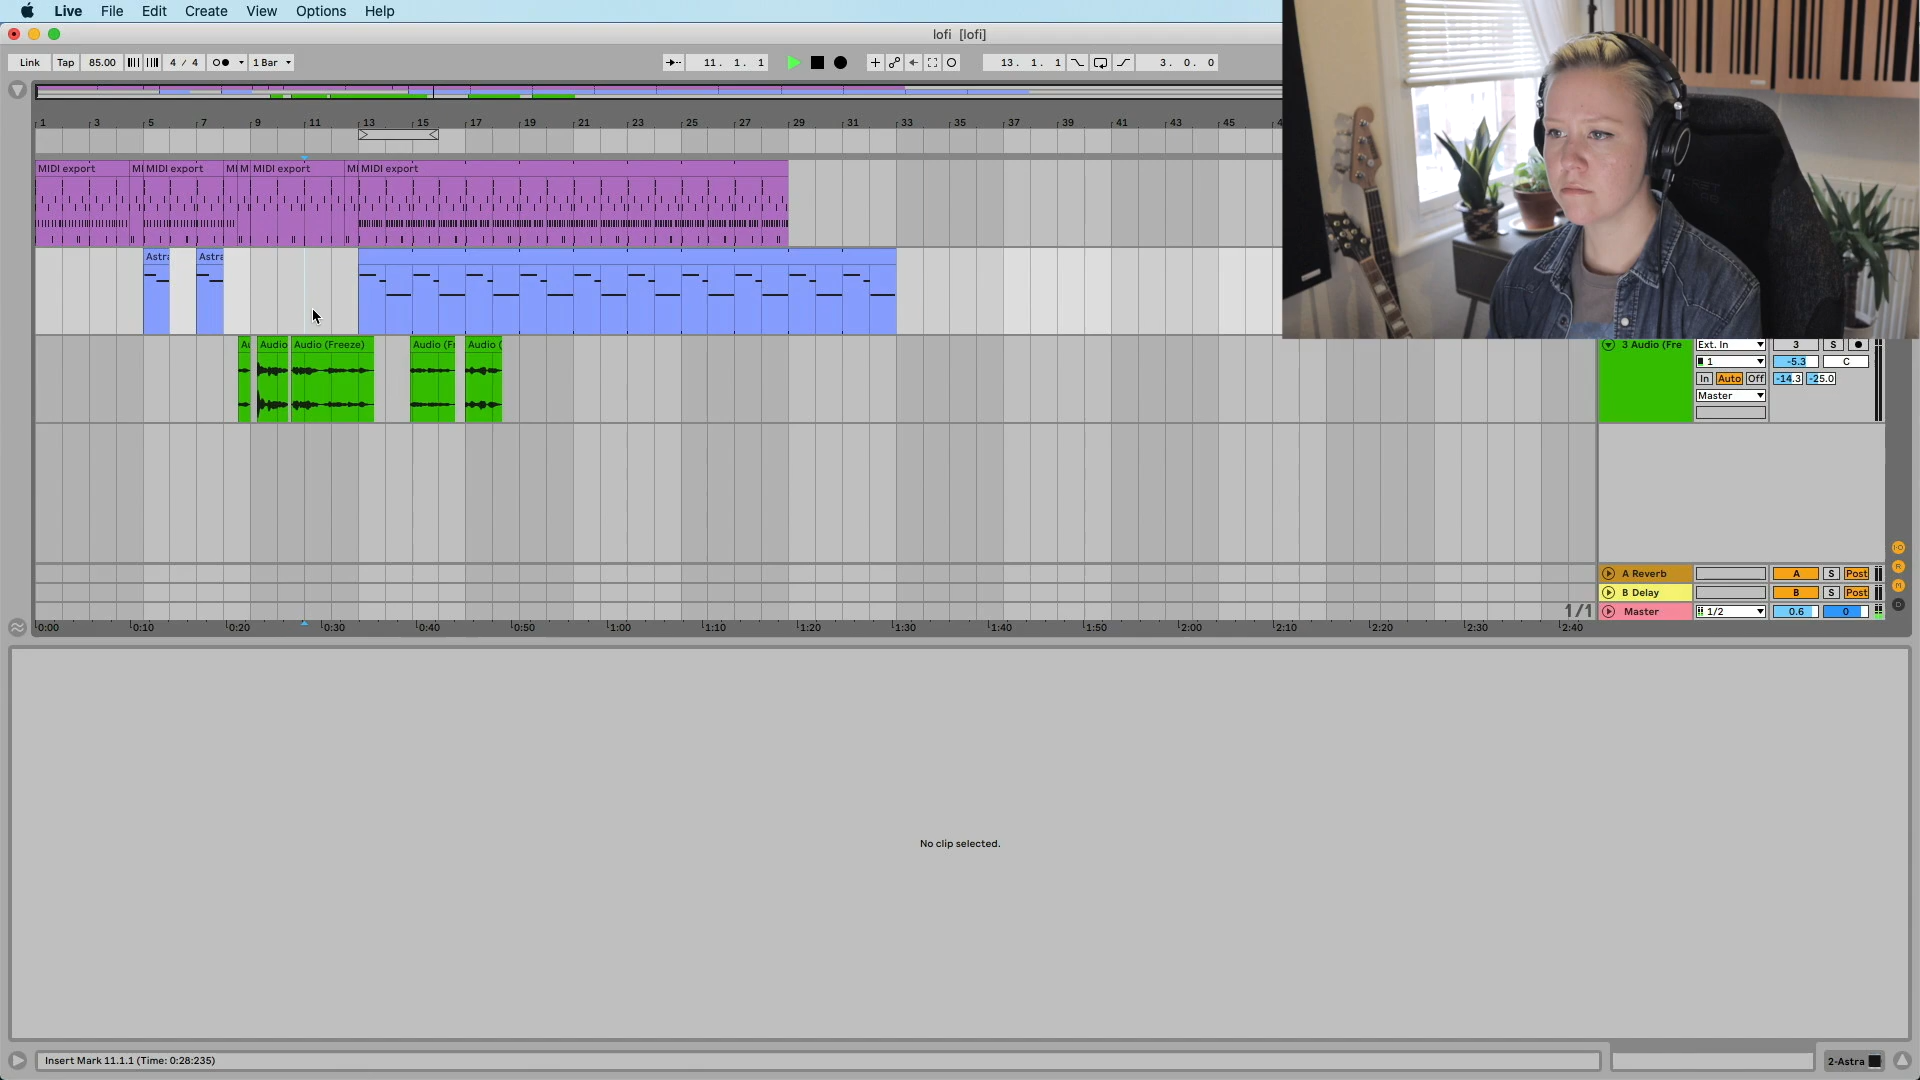 Live File Edit Create View Options Help
lofi [lofi]
Link Tap 85.00 4 / 4 1 Bar 11. 1. 1 13. 1. 1 3. 0. 0
1 3 5 7 9 11 13 15 17 19 21 23 25 27 29 31 33 35 37 39 41 43 45
MIDI export MI MIDI export MI M MIDI export MI MIDI export
Astra Astra
Au Audio Audio (Freeze) Audio (Fr Audio (
3 Audio (Fre Ext. In 3 S
1 -5.3 C
In Auto Off -14.3 -25.0
Master
A Reverb A S Post
B Delay B S Post
1/1 Master 1/2 0.6 0
0:00 0:10 0:20 0:30 0:40 0:50 1:00 1:10 1:20 1:30 1:40 1:50 2:00 2:10 2:20 2:30 2:40
No clip selected.
Insert Mark 11.1.1 (Time: 0:28:235) 2-Astra